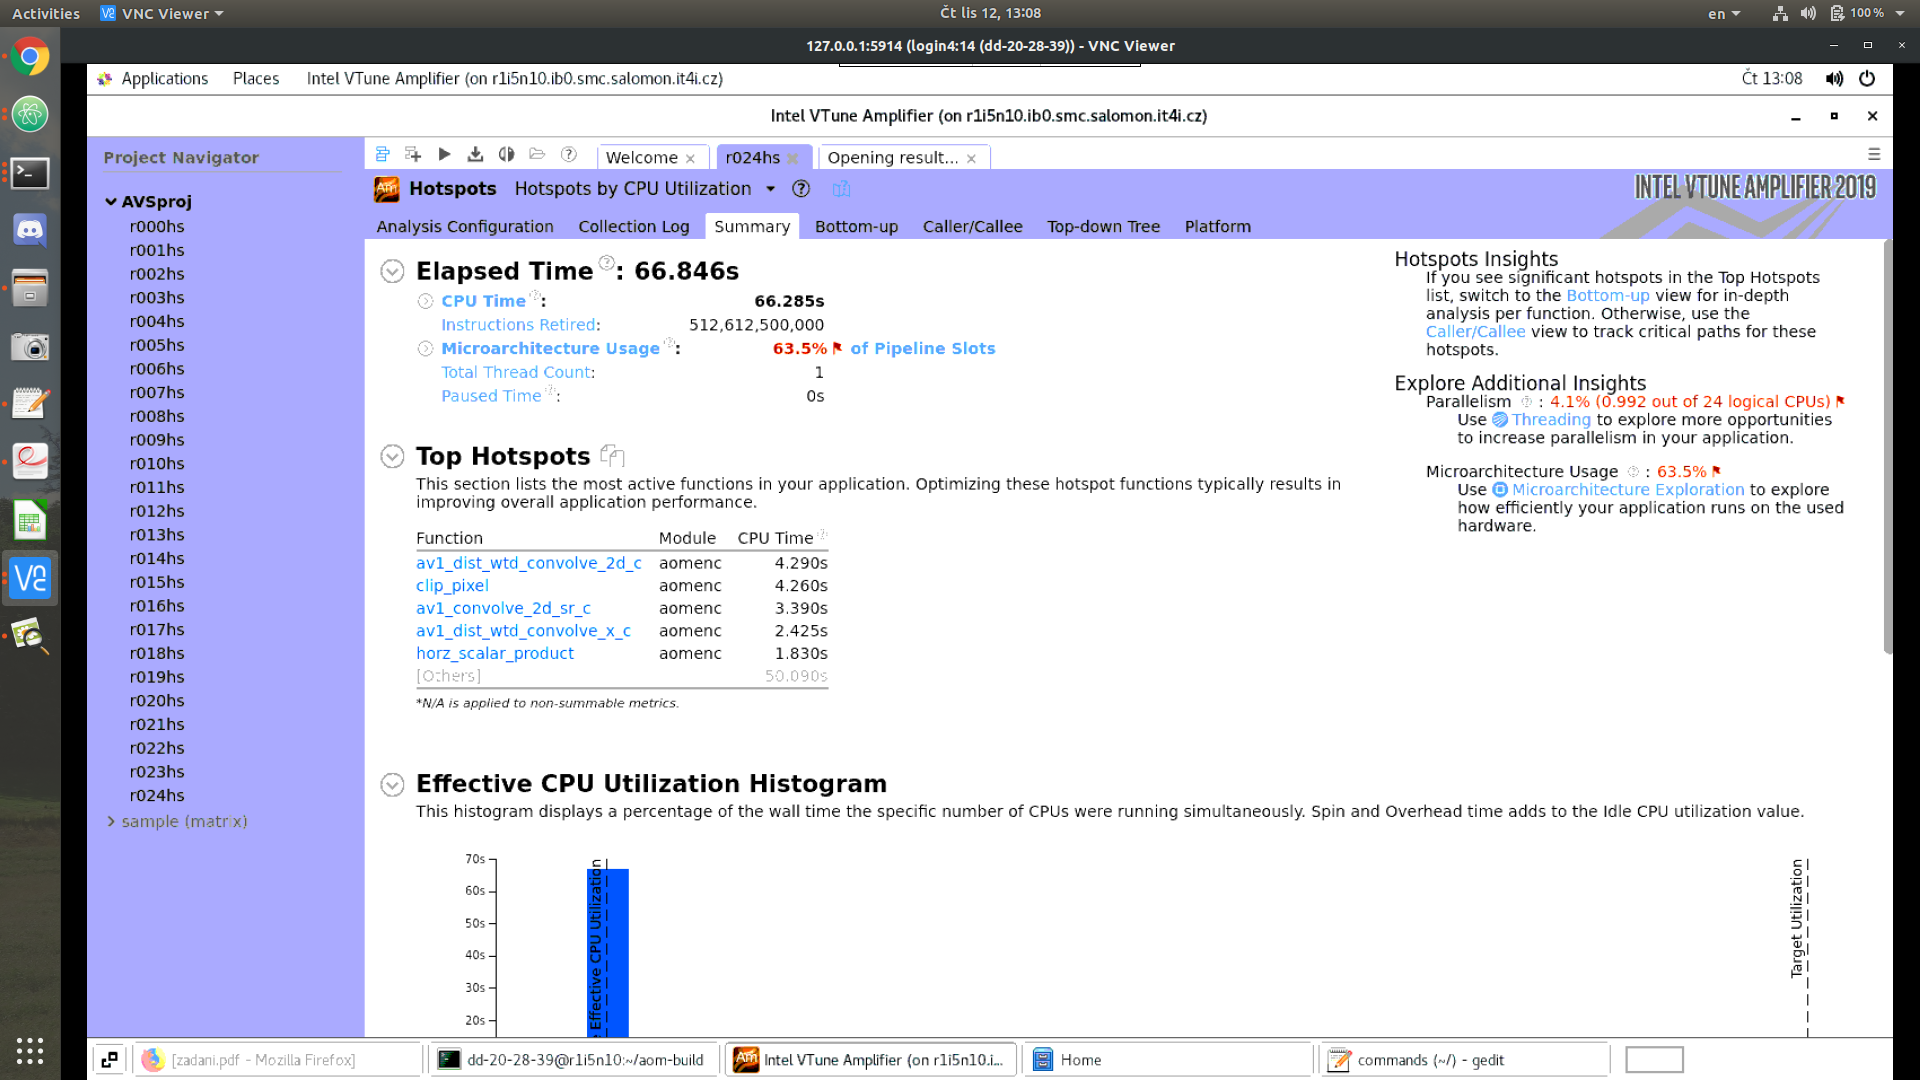 Activities VNC Viewer Čt lis 12, 13:08 en 100 %
127.0.0.1:5914 (login4:14 (dd-20-28-39)) - VNC Viewer
Applications Places Intel VTune Amplifier (on r1i5n10.ib0.smc.salomon.it4i.cz) Čt 13:08
Intel VTune Amplifier (on r1i5n10.ib0.smc.salomon.it4i.cz)
Project Navigator
AVSproj
r000hs
r001hs
r002hs
r003hs
r004hs
r005hs
r006hs
r007hs
r008hs
r009hs
r010hs
r011hs
r012hs
r013hs
r014hs
r015hs
r016hs
r017hs
r018hs
r019hs
r020hs
r021hs
r022hs
r023hs
r024hs
sample (matrix)
Welcome r024hs Opening result...
Hotspots Hotspots by CPU Utilization
INTEL VTUNE AMPLIFIER 2019
Analysis Configuration Collection Log Summary Bottom-up Caller/Callee Top-down Tree Platform
Elapsed Time: 66.846s
CPU Time: 66.285s
Instructions Retired: 512,612,500,000
Microarchitecture Usage: 63.5% of Pipeline Slots
Total Thread Count: 1
Paused Time: 0s
Top Hotspots
This section lists the most active functions in your application. Optimizing these hotspot functions typically results in
improving overall application performance.
Function Module CPU Time
av1_dist_wtd_convolve_2d_c aomenc 4.290s
clip_pixel aomenc 4.260s
av1_convolve_2d_sr_c aomenc 3.390s
av1_dist_wtd_convolve_x_c aomenc 2.425s
horz_scalar_product aomenc 1.830s
[Others] 50.090s
*N/A is applied to non-summable metrics.
Hotspots Insights
If you see significant hotspots in the Top Hotspots
list, switch to the Bottom-up view for in-depth
analysis per function. Otherwise, use the
Caller/Callee view to track critical paths for these
hotspots.
Explore Additional Insights
Parallelism : 4.1% (0.992 out of 24 logical CPUs)
Use Threading to explore more opportunities
to increase parallelism in your application.
Microarchitecture Usage : 63.5%
Use Microarchitecture Exploration to explore
how efficiently your application runs on the used
hardware.
Effective CPU Utilization Histogram
This histogram displays a percentage of the wall time the specific number of CPUs were running simultaneously. Spin and Overhead time adds to the Idle CPU utilization value.
70s
60s
50s
40s
30s
20s
Effective CPU Utilization
Target Utilization
[zadani.pdf - Mozilla Firefox] dd-20-28-39@r1i5n10:~/aom-build Intel VTune Amplifier (on r1i5n10.i... Home commands (~/) - gedit